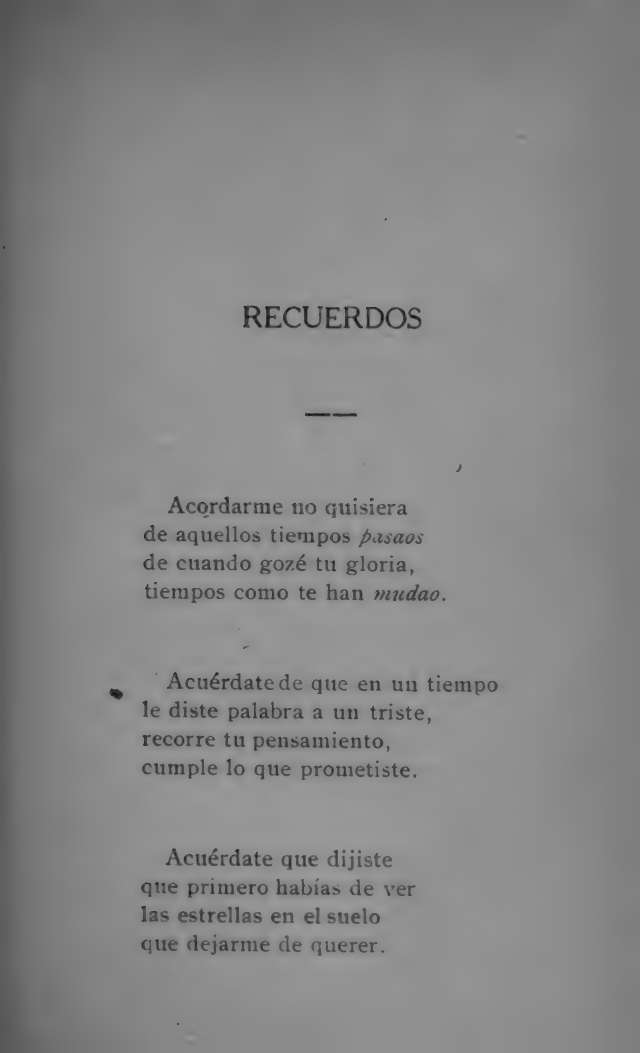 RECUERDOS
Acordarme no quisiera
de aquellos tiempos pasaos
de cuando gozé tu gloria,
tiempos como te han mudao.
Acuérdate de que en un tiempo
le diste palabra a un triste,
recorre tu pensamiento,
cumple lo que prometiste.
Acuérdate que dijiste
que primero habías de ver
las estrellas en el suelo
que dejarme de querer.